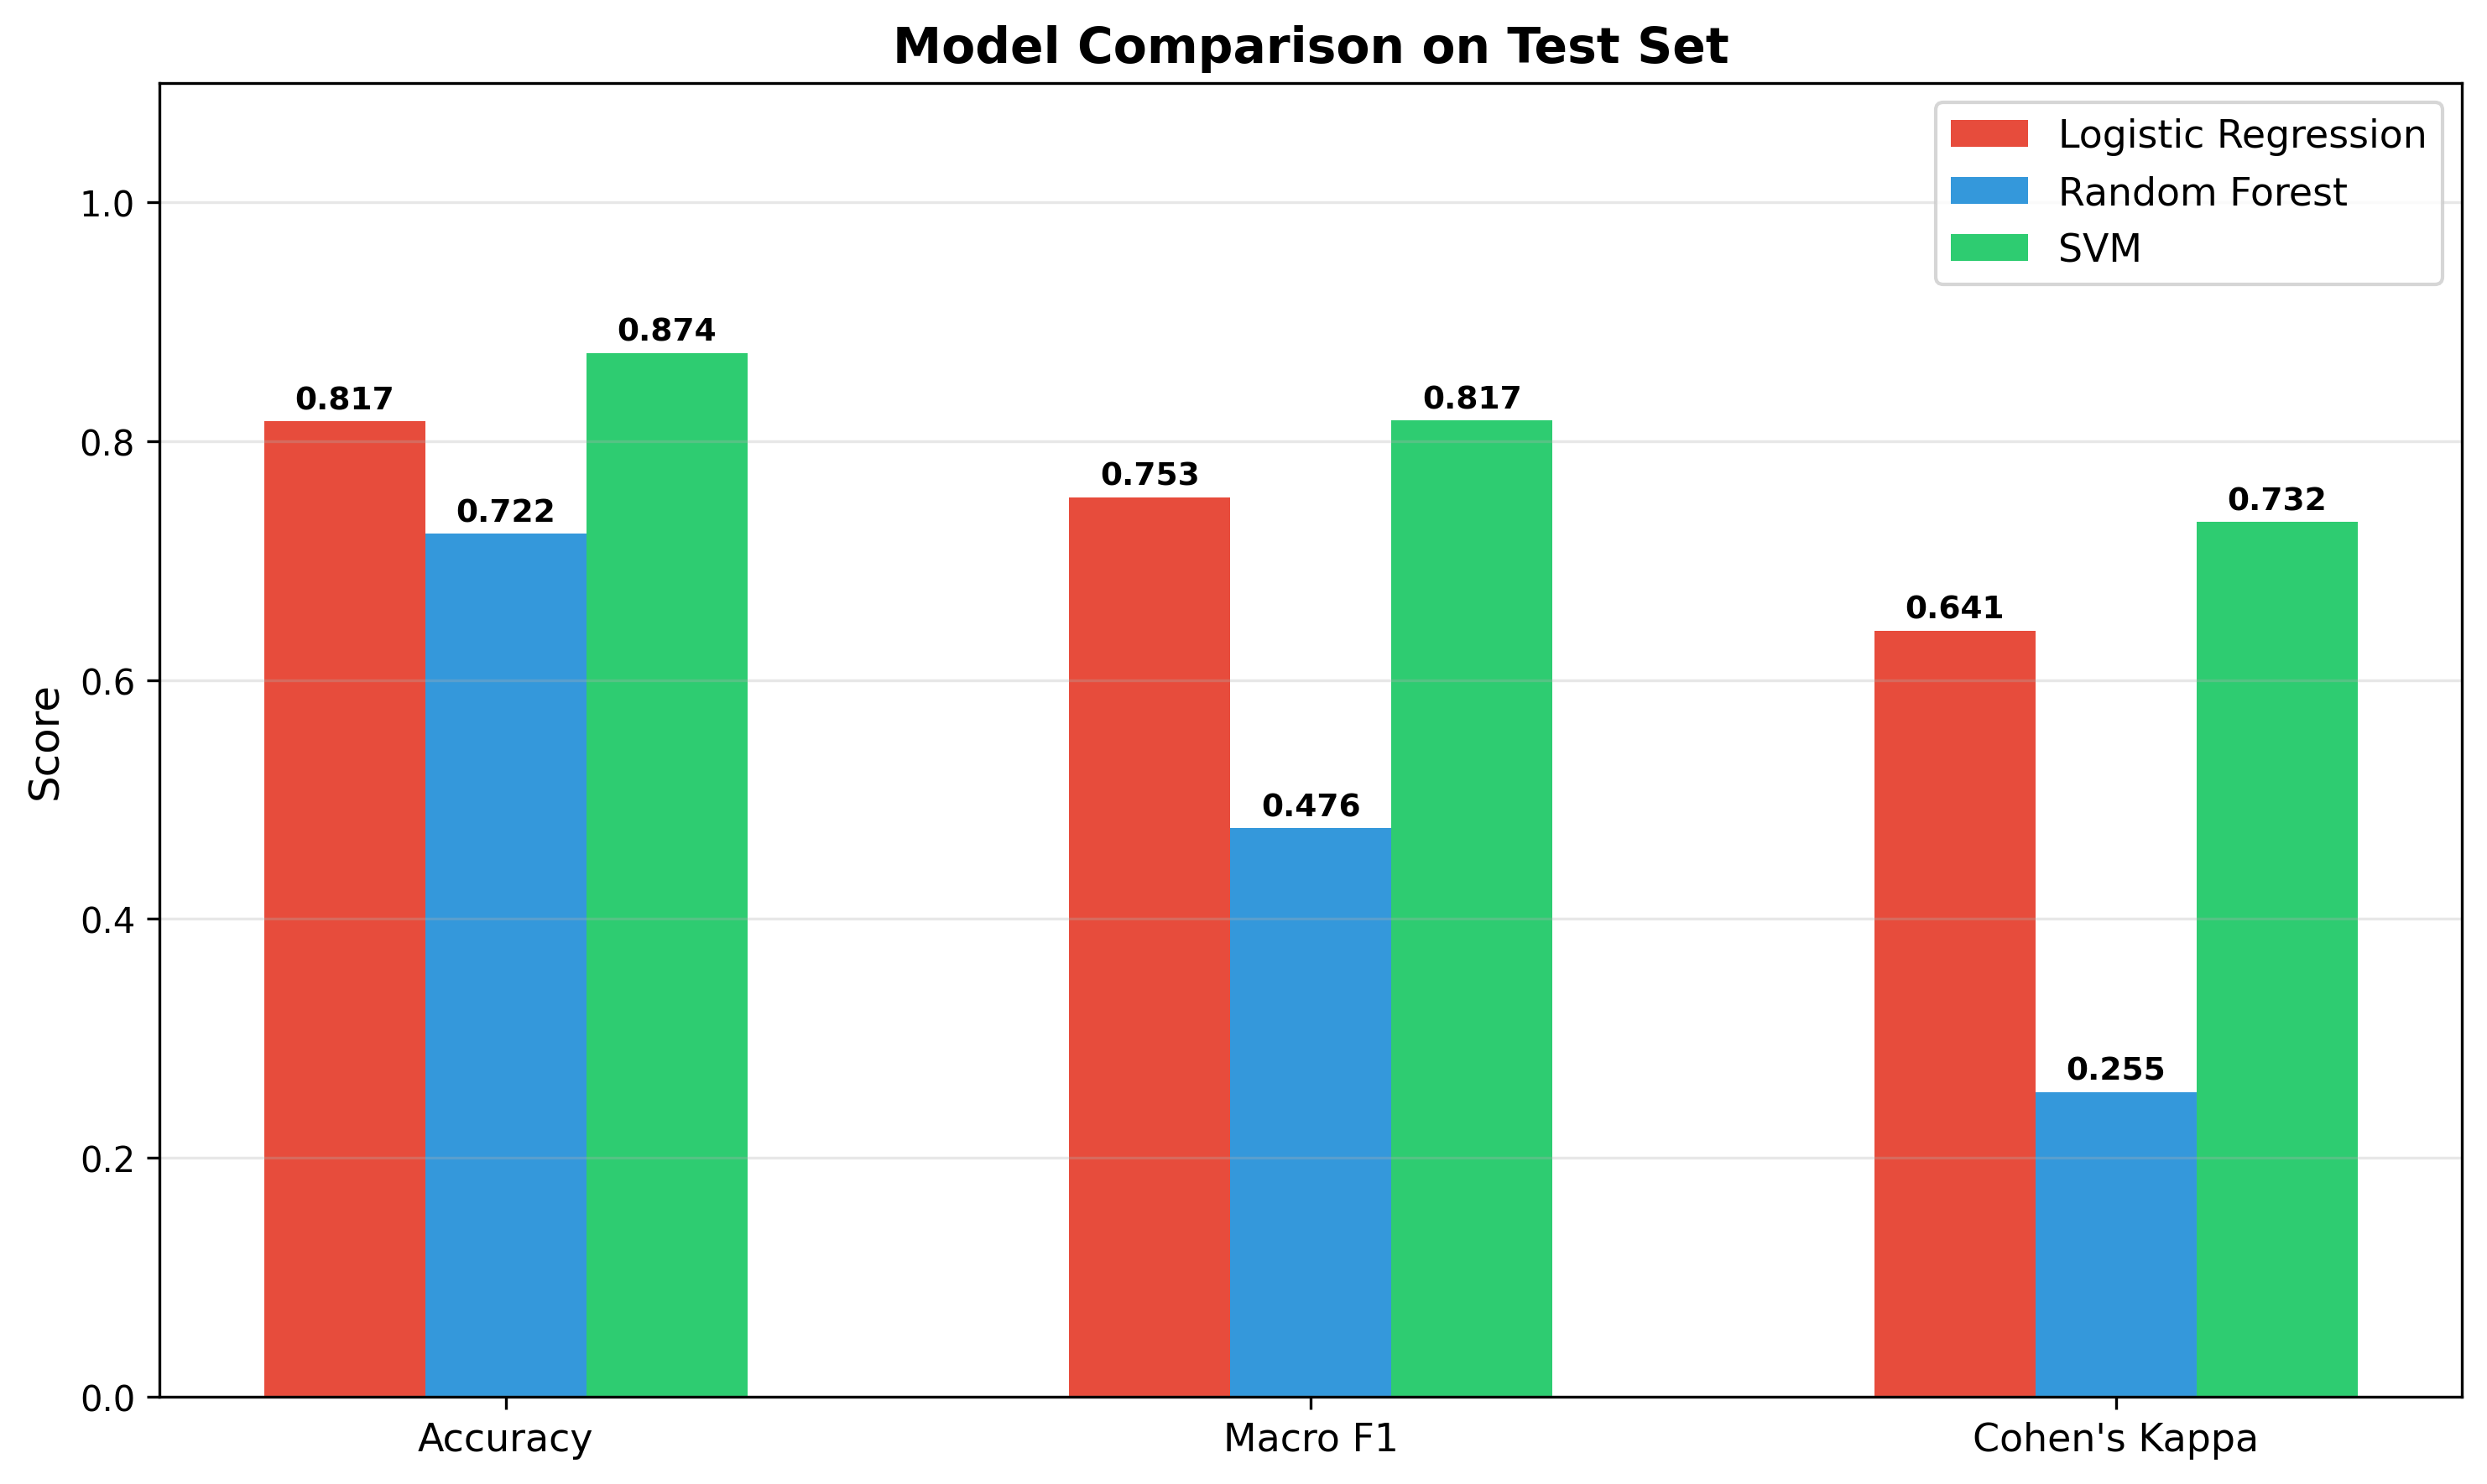 Model Comparison on Test Set
Logistic Regression
Random Forest
SVM
Score
1.0
0.8
0.6
0.4
0.2
0.0
0.817
0.722
0.874
0.753
0.476
0.817
0.641
0.255
0.732
Accuracy
Macro F1
Cohen's Kappa